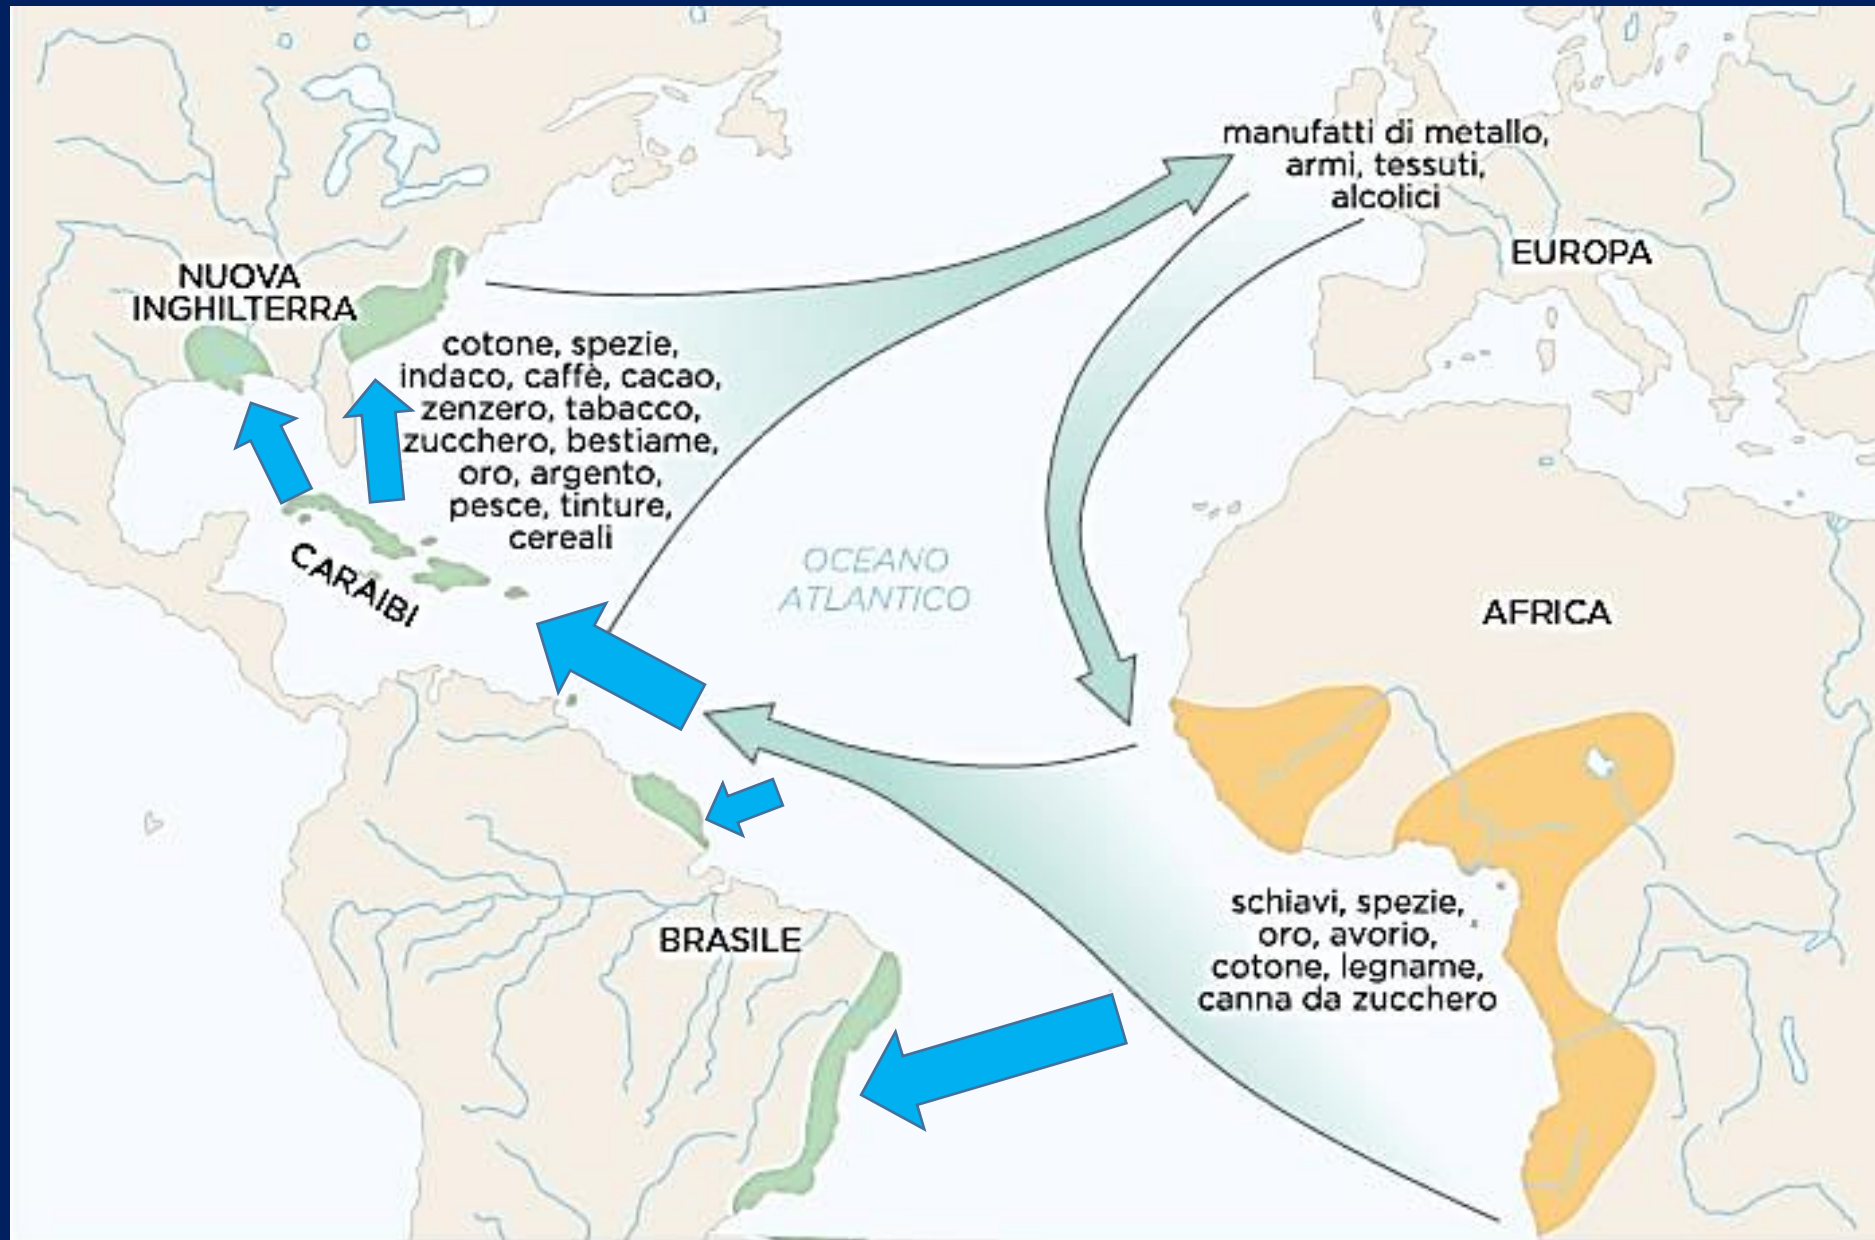 manufatti di metallo,
armi, tessuti,
alcolici
EUROPA
NUOVA
INGHILTERRA
cotone, spezie,
indaco, caffè, cacao,
zenzero, tabacco,
zucchero, bestiame,
oro, argento,
pesce, tinture,
cereali
CARAIBI
OCEANO
ATLANTICO
AFRICA
schiavi, spezie,
oro, avorio,
cotone, legname,
canna da zucchero
BRASILE